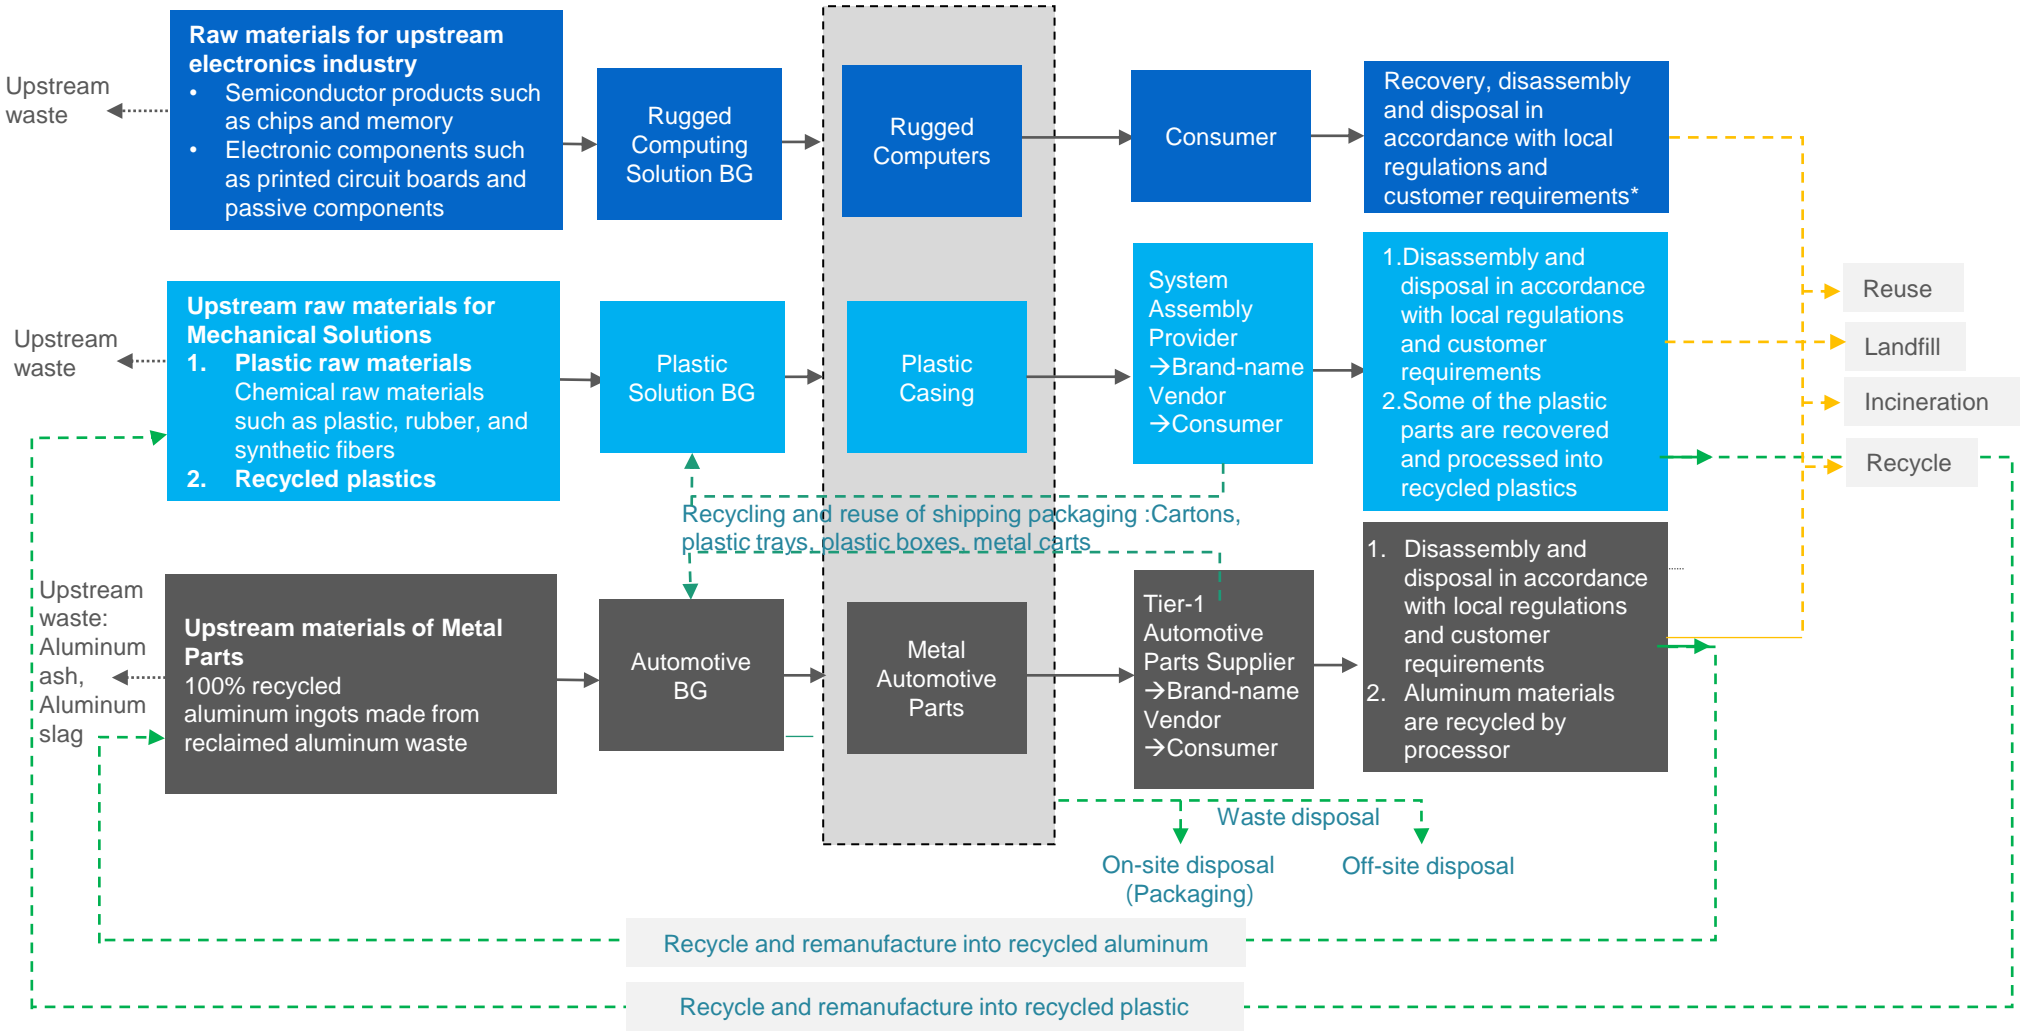 Raw materials for upstream
electronics industry
• Semiconductor products such
as chips and memory
• Electronic components such
as printed circuit boards and
passive components
Upstream
waste
Rugged
Computing
Solution BG
Rugged
Computers
Consumer
Recovery, disassembly
and disposal in
accordance with local
regulations and
customer requirements*
Upstream
waste
Upstream raw materials for
Mechanical Solutions
1. Plastic raw materials
Chemical raw materials
such as plastic, rubber, and
synthetic fibers
2. Recycled plastics
Plastic
Solution BG
Plastic
Casing
System
Assembly
Provider
→Brand-name
Vendor
→Consumer
1.Disassembly and
disposal in accordance
with local regulations
and customer
requirements
2.Some of the plastic
parts are recovered
and processed into
recycled plastics
Reuse
Landfill
Incineration
Recycle
Recycling and reuse of shipping packaging :Cartons,
plastic trays, plastic boxes, metal carts
Upstream
waste:
Aluminum
ash,
Aluminum
slag
Upstream materials of Metal
Parts
100% recycled
aluminum ingots made from
reclaimed aluminum waste
Automotive
BG
Metal
Automotive
Parts
Tier-1
Automotive
Parts Supplier
→Brand-name
Vendor
→Consumer
1. Disassembly and
disposal in accordance
with local regulations
and customer
requirements
2. Aluminum materials
are recycled by
processor
Waste disposal
On-site disposal
(Packaging)
Off-site disposal
Recycle and remanufacture into recycled aluminum
Recycle and remanufacture into recycled plastic